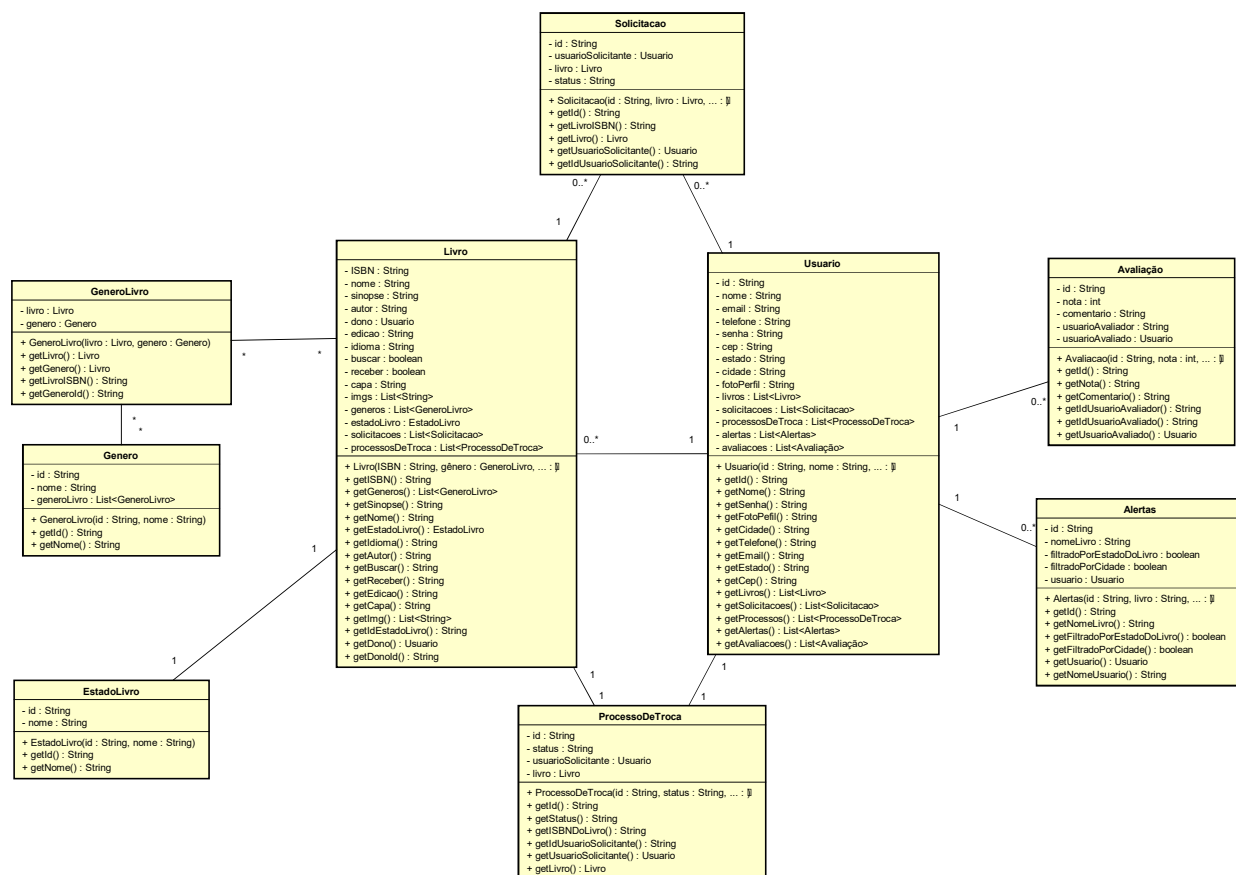 Solicitacao
- id : String
- usuarioSolicitante : Usuario
- livro : Livro
- status : String
+ Solicitacao(id : String, livro : Livro, ... :
+ getId() : String
+ getLivroISBN() : String
+ getLivro() : Livro
+ getUsuarioSolicitante() : Usuario
+ getIdUsuarioSolicitante() : String
0..*
0..*
1
1
Livro
- ISBN : String
- nome : String
- sinopse : String
- autor : String
- dono : Usuario
- edicao : String
- idioma : String
- buscar : boolean
- receber : boolean
- capa : String
- imgs : List<String>
- generos : List<GeneroLivro>
- estadoLivro : EstadoLivro
- solicitacoes : List<Solicitacao>
- processosDeTroca : List<ProcessoDeTroca>
+ Livro(ISBN : String, gênero : GeneroLivro, ... :
+ getISBN() : String
+ getGeneros() : List<GeneroLivro>
+ getSinopse() : String
+ getNome() : String
+ getEstadoLivro() : EstadoLivro
+ getIdioma() : String
+ getAutor() : String
+ getBuscar() : String
+ getReceber() : String
+ getEdicao() : String
+ getCapa() : String
+ getImg() : List<String>
+ getIdEstadoLivro() : String
+ getDono() : Usuario
+ getDonoId() : String
Usuario
- id : String
- nome : String
- email : String
- telefone : String
- senha : String
- cep : String
- estado : String
- cidade : String
- fotoPerfil : String
- livros : List<Livro>
- solicitacoes : List<Solicitacao>
- processosDeTroca : List<ProcessoDeTroca>
- alertas : List<Alertas>
- avaliacoes : List<Avaliação>
+ Usuario(id : String, nome : String, ... :
+ getId() : String
+ getNome() : String
+ getSenha() : String
+ getFotoPefil() : String
+ getCidade() : String
+ getTelefone() : String
+ getEmail() : String
+ getEstado() : String
+ getCep() : String
+ getLivros() : List<Livro>
+ getSolicitacoes() : List<Solicitacao>
+ getProcessos() : List<ProcessoDeTroca>
+ getAlertas() : List<Alertas>
+ getAvaliacoes() : List<Avaliação>
0..*
1
Avaliação
- id : String
- nota : int
- comentario : String
- usuarioAvaliador : String
- usuarioAvaliado : Usuario
+ Avaliacao(id : String, nota : int, ... :
+ getId() : String
+ getNota() : String
+ getComentario() : String
+ getIdUsuarioAvaliador() : String
+ getIdUsuarioAvaliado() : String
+ getUsuarioAvaliado() : Usuario
0..*
1
GeneroLivro
- livro : Livro
- genero : Genero
+ GeneroLivro(livro : Livro, genero : Genero)
+ getLivro() : Livro
+ getGenero() : Livro
+ getLivroISBN() : String
+ getGeneroId() : String
*
*
*
*
Genero
- id : String
- nome : String
- generoLivro : List<GeneroLivro>
+ GeneroLivro(id : String, nome : String)
+ getId() : String
+ getNome() : String
1
0..*
Alertas
- id : String
- nomeLivro : String
- filtradoPorEstadoDoLivro : boolean
- filtradoPorCidade : boolean
- usuario : Usuario
+ Alertas(id : String, livro : String, ... :
+ getId() : String
+ getNomeLivro() : String
+ getFiltradoPorEstadoDoLivro() : boolean
+ getFiltradoPorCidade() : boolean
+ getUsuario() : Usuario
+ getNomeUsuario() : String
1
1
EstadoLivro
- id : String
- nome : String
+ EstadoLivro(id : String, nome : String)
+ getId() : String
+ getNome() : String
1
1
1
1
ProcessoDeTroca
- id : String
- status : String
- usuarioSolicitante : Usuario
- livro : Livro
+ ProcessoDeTroca(id : String, status : String, ... :
+ getId() : String
+ getStatus() : String
+ getISBNDoLivro() : String
+ getIdUsuarioSolicitante() : String
+ getUsuarioSolicitante() : Usuario
+ getLivro() : Livro